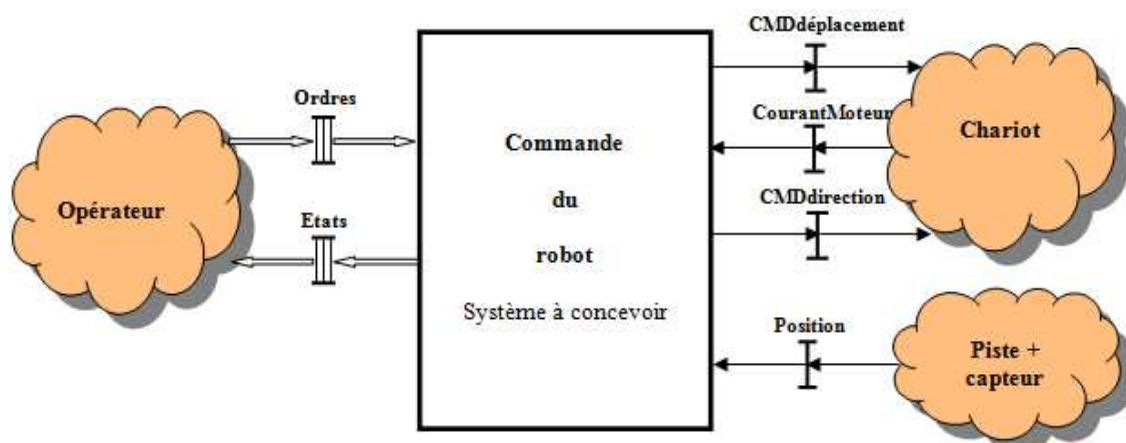 Opérateur
Ordres
Etats
Commande
du
robot
Système à concevoir
CMDdéplacement
CourantMoteur
CMDdirection
Chariot
Position
Piste +
capteur